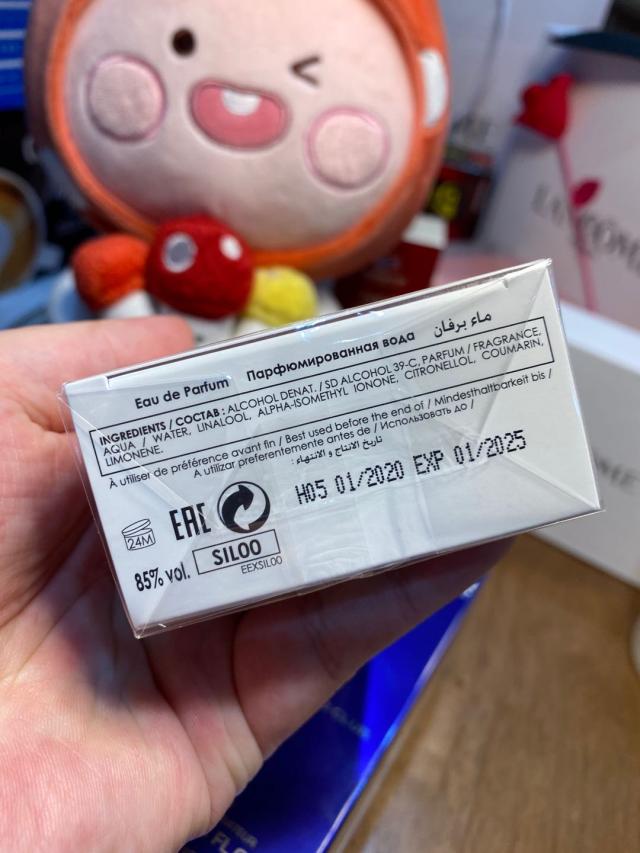 Eau de Parfum Парфюмированная вода ماء برفان
INGREDIENTS / СОСТАВ : ALCOHOL DENAT. / SD ALCOHOL 39-C, PARFUM / FRAGRANCE,
AQUA / WATER, LINALOOL, ALPHA-ISOMETHYL IONONE, CITRONELLOL, COUMARIN,
LIMONENE.
À utiliser de préférence avant fin / Best used before the end of / Mindesthaltbarkeit bis /
A utilizar preferentemente antes de / Использовать до /
تاريخ الانتاج و الانتهاء :
H05 01/2020 EXP 01/2025
24M
EAC
85% vol.
SILOO
EEXSIL00
LANCÔME